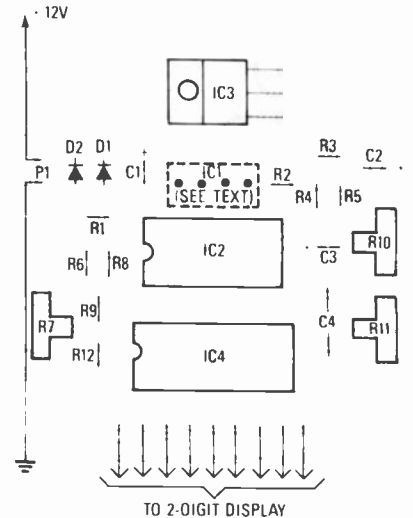 · 12V
IC3
D2 D1
R3
C2
P1
C1
IC1
R2
(SEE TEXT)
R4 R5
R1
IC2
R10
R6 R8
C3
R9
C4
R7
R11
R12
IC4
TO 2-DIGIT DISPLAY